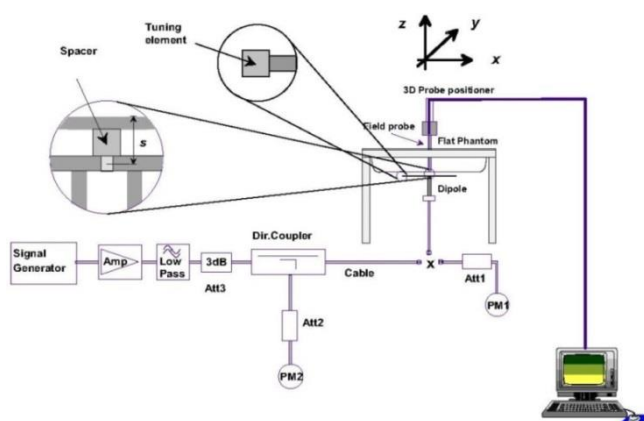 Tuning
element
z
y
x
Spacer
3D Probe positioner
Field probe
Flat Phantom
s
Dipole
Signal
Generator
Amp
Low
Pass
3dB
Att3
Dir.Coupler
Cable
x
Att1
PM1
Att2
PM2